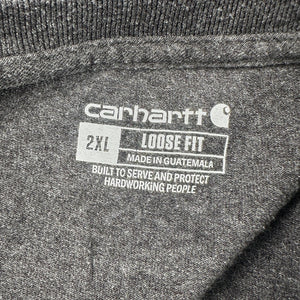 carhartt
2XL LOOSE FIT
MADE IN GUATEMALA
BUILT TO SERVE AND PROTECT
HARDWORKING PEOPLE